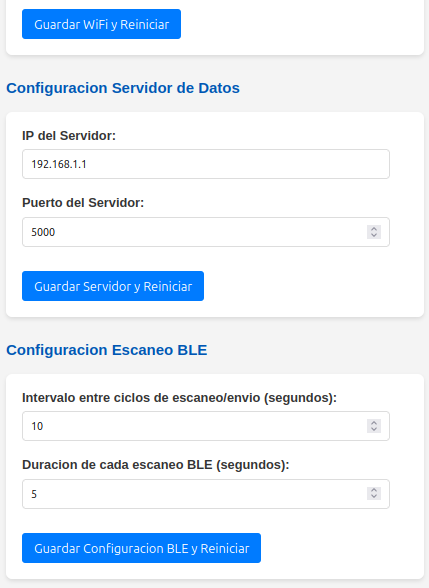 Guardar WiFi y Reiniciar
Configuracion Servidor de Datos
IP del Servidor:
192.168.1.1
Puerto del Servidor:
5000
Guardar Servidor y Reiniciar
Configuracion Escaneo BLE
Intervalo entre ciclos de escaneo/envio (segundos):
10
Duracion de cada escaneo BLE (segundos):
5
Guardar Configuracion BLE y Reiniciar